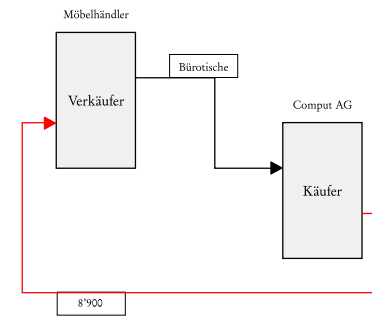 Möbelhändler
Bürotische
Verkäufer
Comput AG
Käufer
8'900